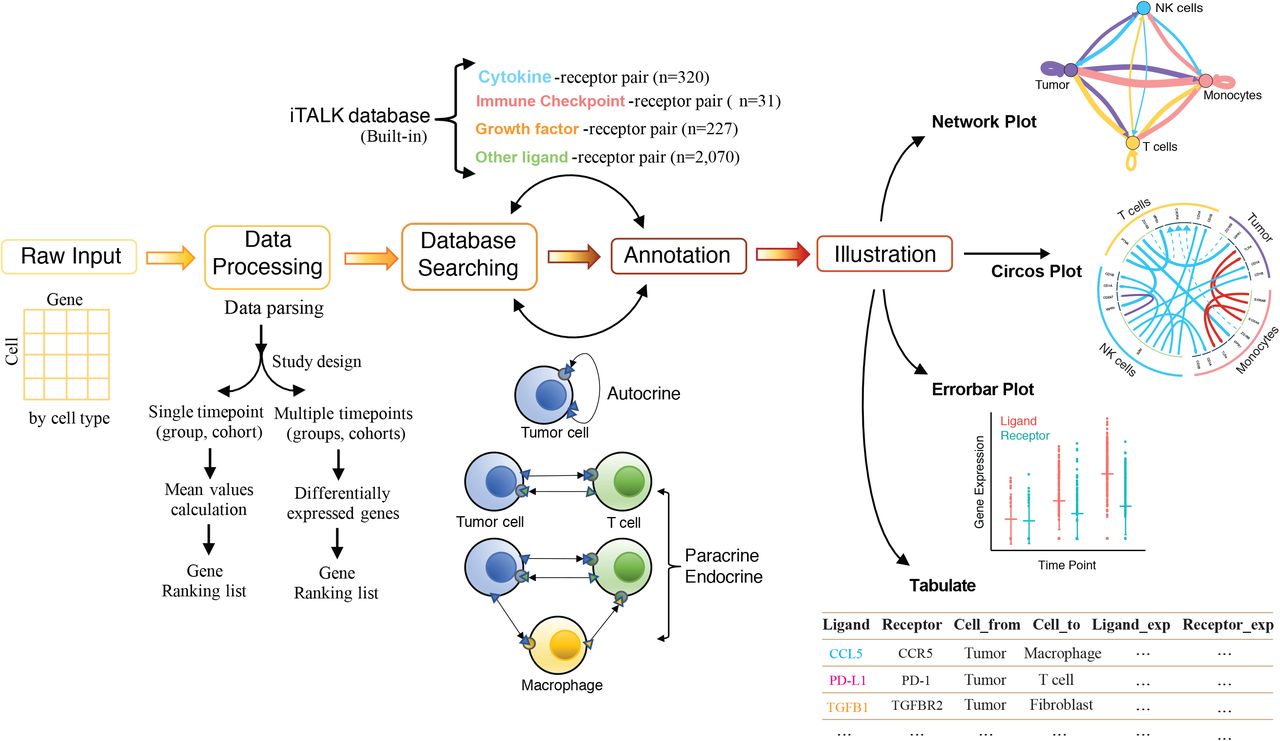 NK cells
Tumor
Monocytes
T cells
Network Plot
iTALK database
(Built-in)
Cytokine -receptor pair (n=320)
Immune Checkpoint -receptor pair ( n=31)
Growth factor -receptor pair (n=227)
Other ligand -receptor pair (n=2,070)
Raw Input
Data
Processing
Database
Searching
Annotation
Illustration
Circos Plot
T cells
Tumor
NK cells
Monocytes
Gene
Cell
by cell type
Data parsing
Study design
Single timepoint
(group, cohort)
Multiple timepoints
(groups, cohorts)
Mean values
calculation
Differentially
expressed genes
Gene
Ranking list
Gene
Ranking list
Autocrine
Tumor cell
Tumor cell
T cell
Paracrine
Endocrine
Macrophage
Errorbar Plot
Ligand
Receptor
Gene Expression
Time Point
Tabulate
Ligand Receptor Cell_from Cell_to Ligand_exp Receptor_exp
CCL5 CCR5 Tumor Macrophage ... ...
PD-L1 PD-1 Tumor T cell ... ...
TGFB1 TGFBR2 Tumor Fibroblast ... ...
... ... ... ... ... ...